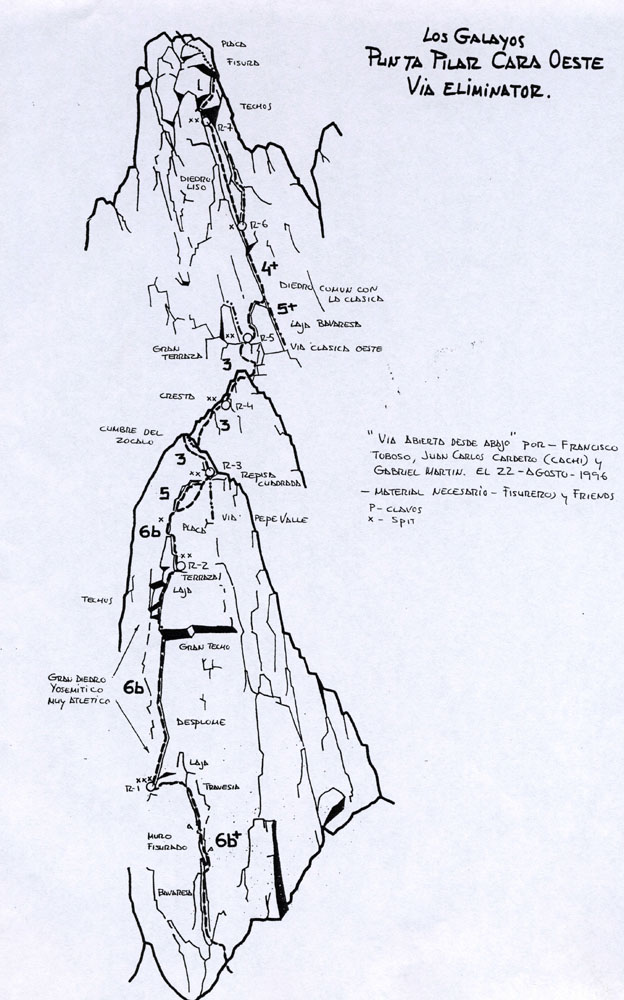 LOS GALAYOS
PUNTA PILAR CARA OESTE
VIA ELIMINATOR.
PLACA
FISURA
TECHOS
xx R-7
DIEDRO
LISO
x R-6
4+
DIEDRO COMUN CON
LA CLASICA
5+
LAJA BAVARESA
xx R-5
GRAN
TERRAZA
VIA CLASICA OESTE
3
CRESTA
xx R-4
3
CUMBRE DEL
ZOCALO
3
R-3
xx
REPISA
CUADRADA
5
VIA PEPE VALLE
x
6b
PLACA
xx
R-2
TERRAZA
LAJA
TECHOS
GRAN TECHO
GRAN DIEDRO
YOSEMITICO
MUY ATLETICO
6b
DESPLOME
LAJA
xxx
R-1
TRAVESIA
MURO
FISURADO
6b+
BAVARESA
"VIA ABIERTA DESDE ABAJO" POR - FRANCISCO
TOBOSO, JUAN CARLOS CARDERO (CACHI) Y
GABRIEL MARTIN. EL 22-AGOSTO-1996
- MATERIAL NECESARIO - FISUREROS Y FRIENDS
P- CLAVOS
x - SPIT